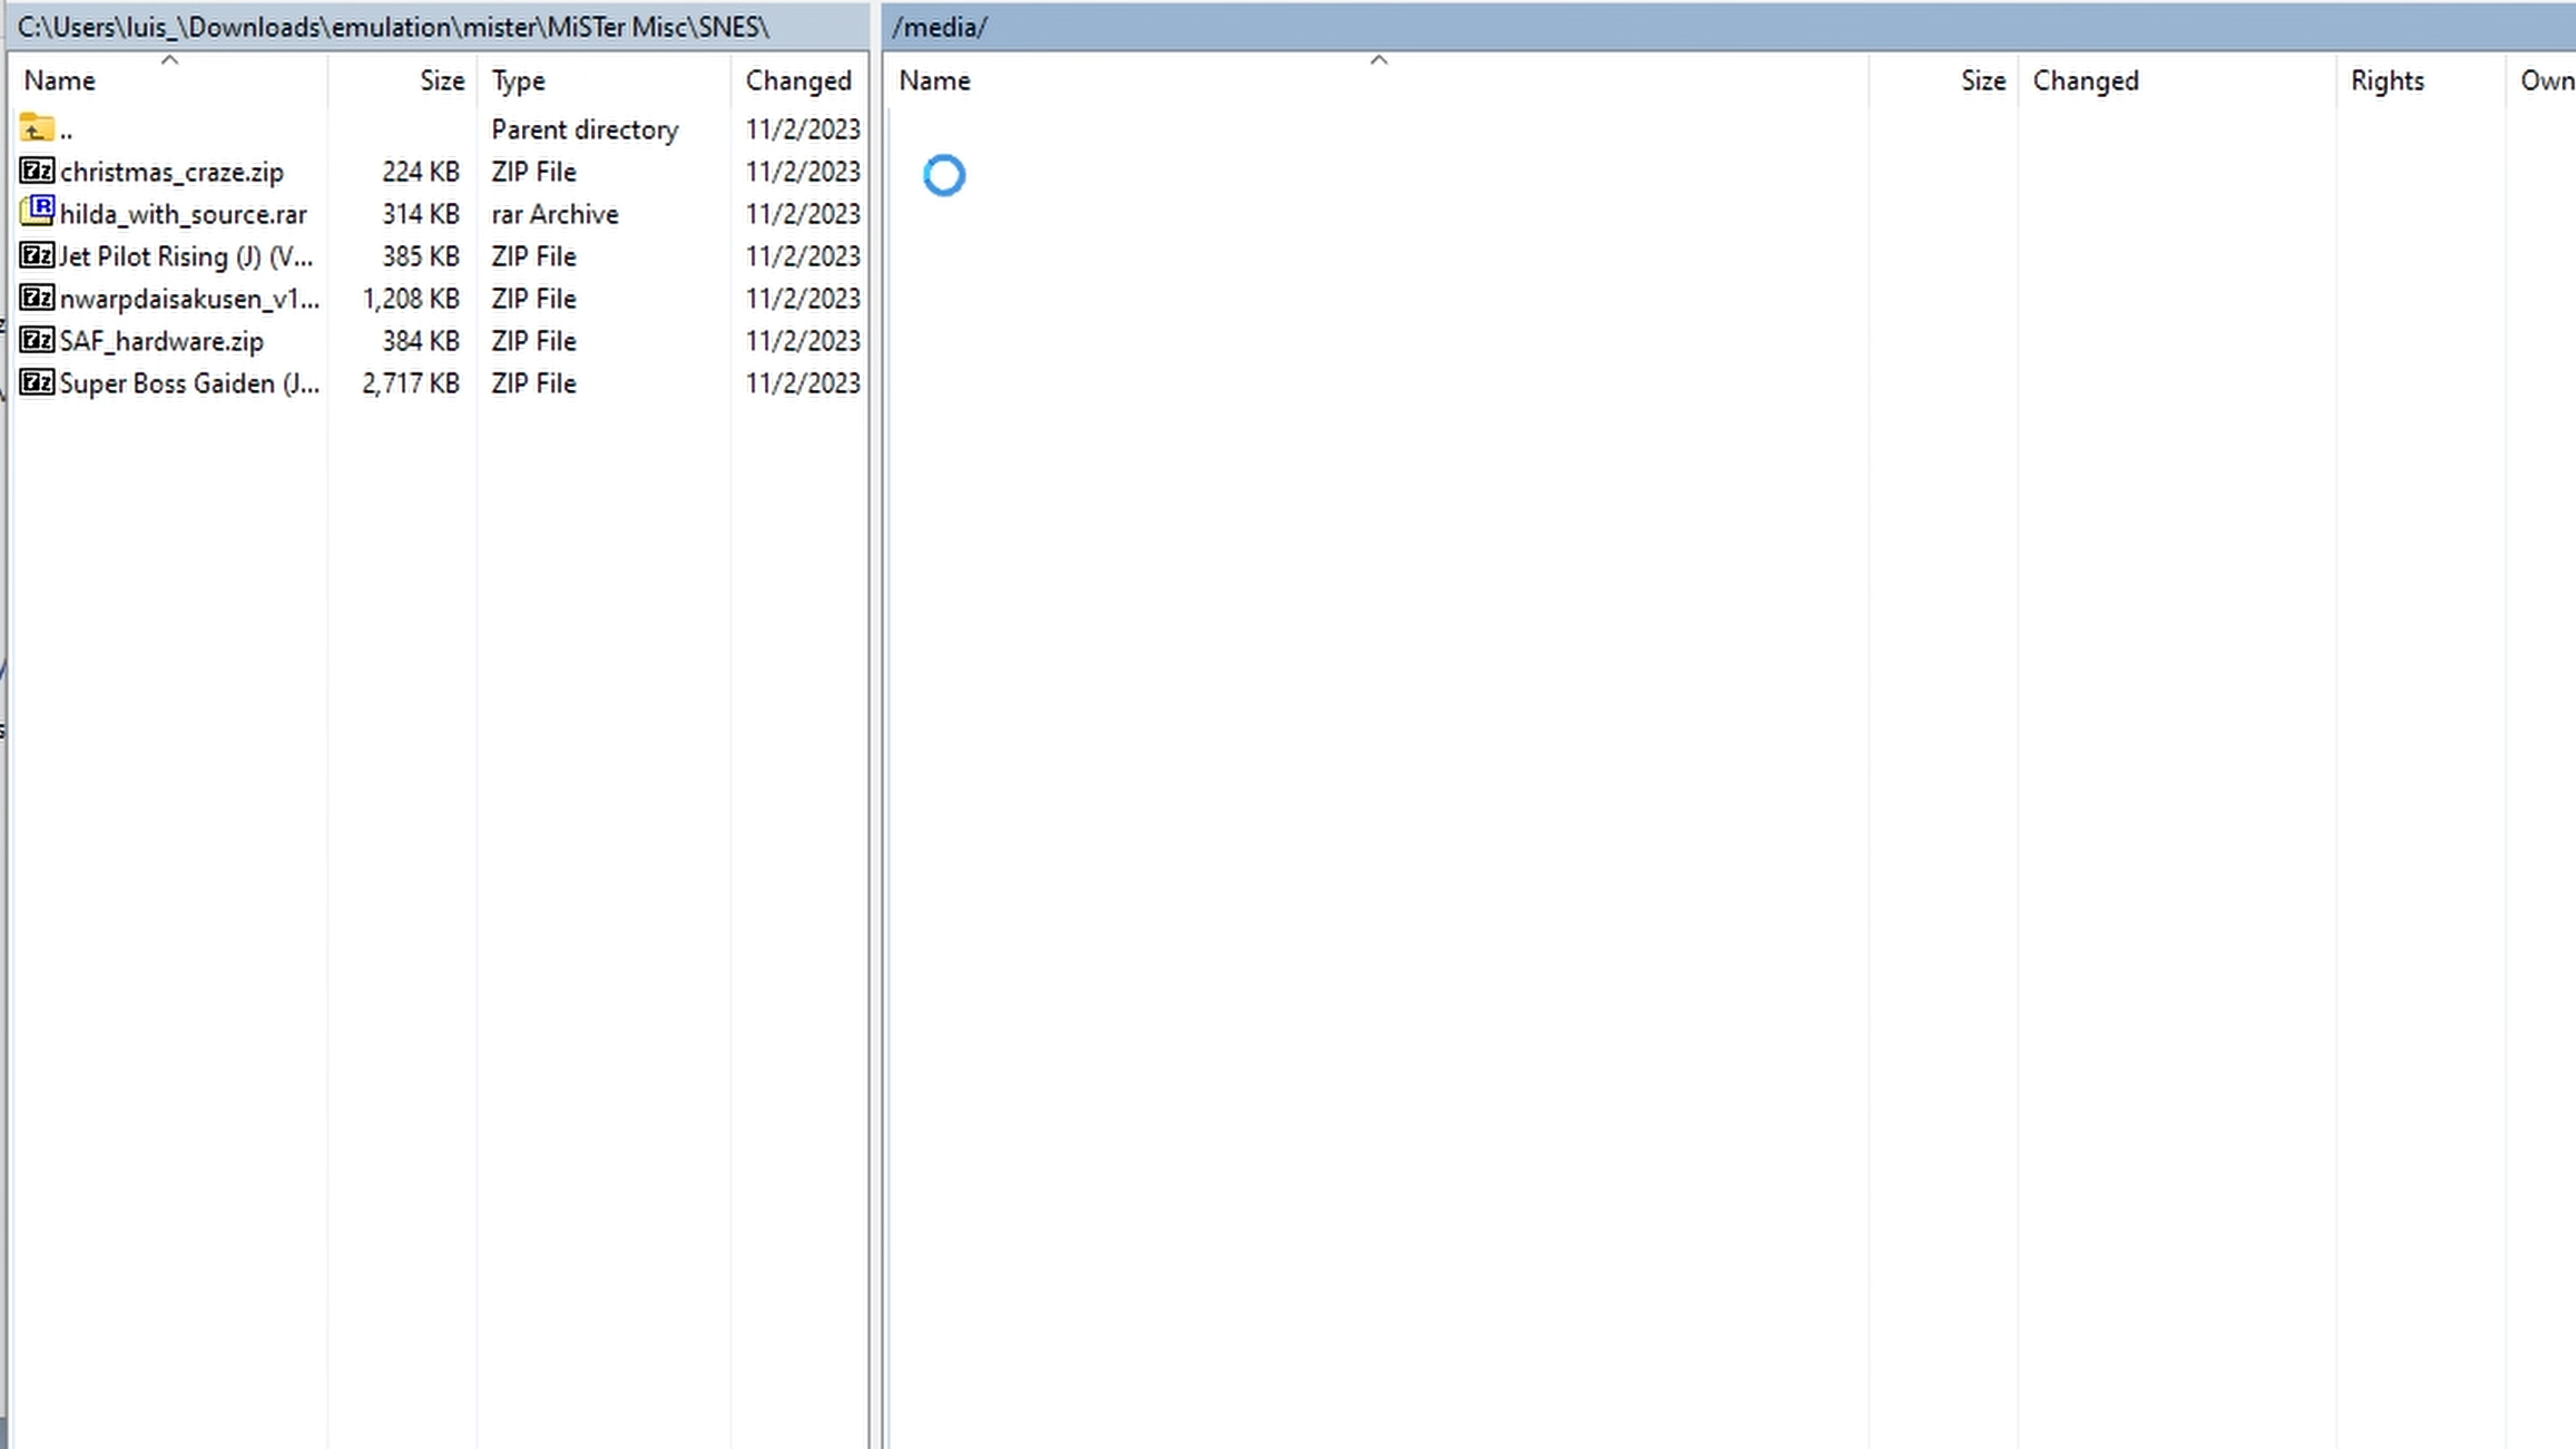 C:\Users\luis_\Downloads\emulation\mister\MiSTer Misc\SNES\
Name Size Type Changed
.. Parent directory 11/2/2023
christmas_craze.zip 224 KB ZIP File 11/2/2023
hilda_with_source.rar 314 KB rar Archive 11/2/2023
Jet Pilot Rising (J) (V... 385 KB ZIP File 11/2/2023
nwarpdaisakusen_v1... 1,208 KB ZIP File 11/2/2023
SAF_hardware.zip 384 KB ZIP File 11/2/2023
Super Boss Gaiden (J... 2,717 KB ZIP File 11/2/2023
/media/
Name Size Changed Rights Own